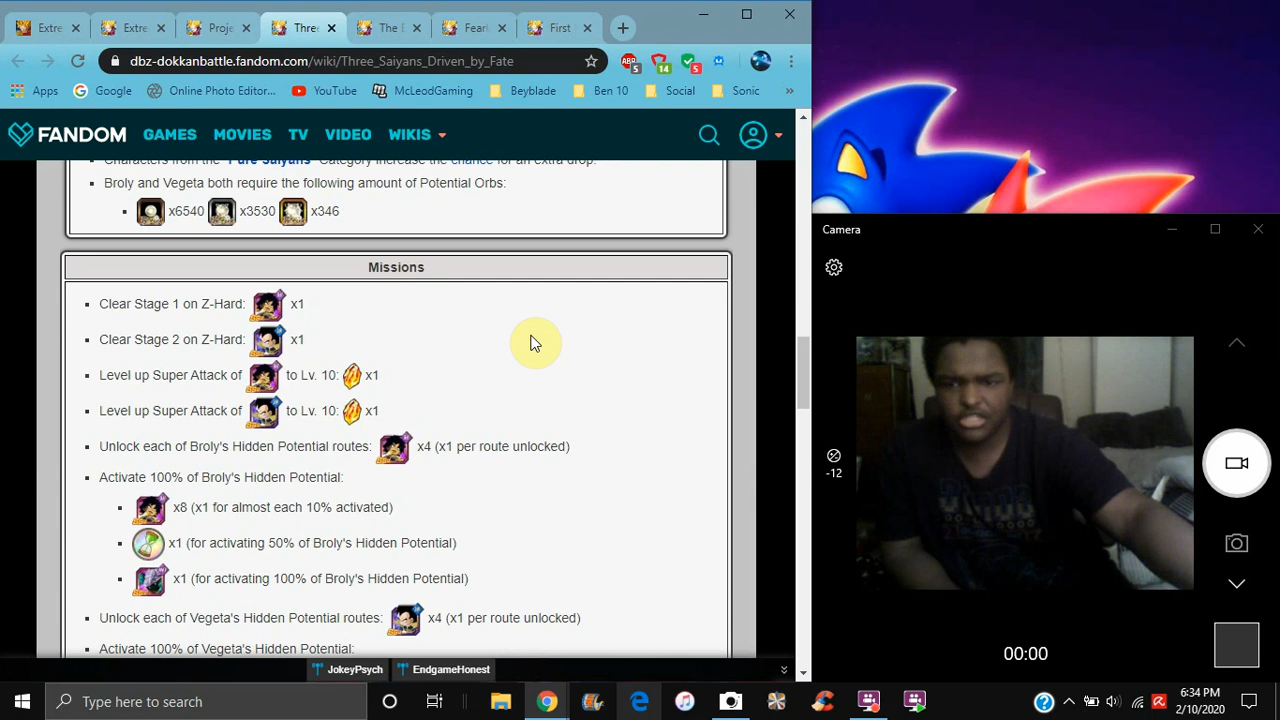 Extre
Extre
Proje
Three
The E
Fearl
First
dbz-dokkanbattle.fandom.com/wiki/Three_Saiyans_Driven_by_Fate
ABP
5
14
5
Apps
Google
Online Photo Editor...
YouTube
McLeodGaming
Beyblade
Ben 10
Social
Sonic
»
FANDOM
GAMES
MOVIES
TV
VIDEO
WIKIS
Characters from the "Pure Saiyans" Category increase the chance for an extra drop.
Broly and Vegeta both require the following amount of Potential Orbs:
x6540 x3530 x346
Missions
Clear Stage 1 on Z-Hard: x1
Clear Stage 2 on Z-Hard: x1
Level up Super Attack of to Lv. 10: x1
Level up Super Attack of to Lv. 10: x1
Unlock each of Broly's Hidden Potential routes: x4 (x1 per route unlocked)
Activate 100% of Broly's Hidden Potential:
x8 (x1 for almost each 10% activated)
x1 (for activating 50% of Broly's Hidden Potential)
x1 (for activating 100% of Broly's Hidden Potential)
Unlock each of Vegeta's Hidden Potential routes: x4 (x1 per route unlocked)
Activate 100% of Vegeta's Hidden Potential:
JokeyPsych
EndgameHonest
Camera
-12
00:00
Type here to search
6:34 PM
2/10/2020